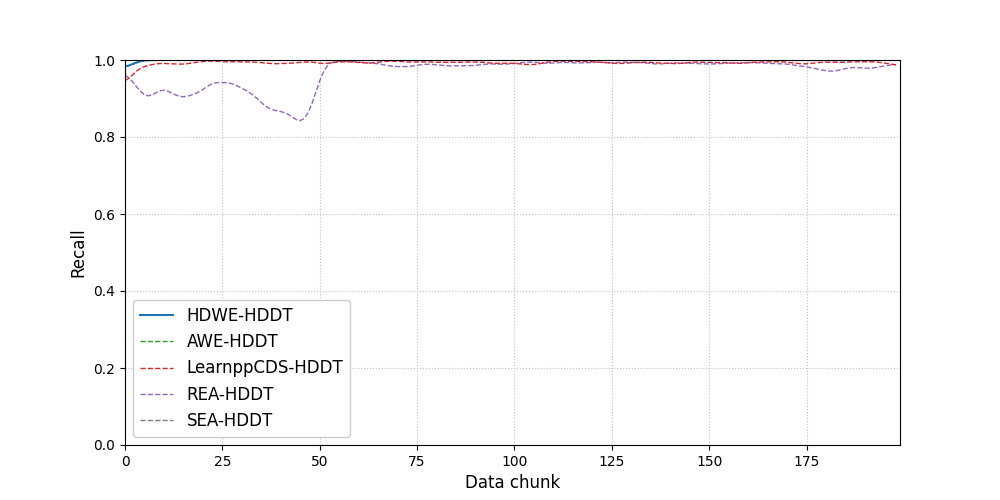 1.0
0.8
0.6
0.4
0.2
0.0
Recall
HDWE-HDDT
AWE-HDDT
LearnppCDS-HDDT
REA-HDDT
SEA-HDDT
0 25 50 75 100 125 150 175
Data chunk